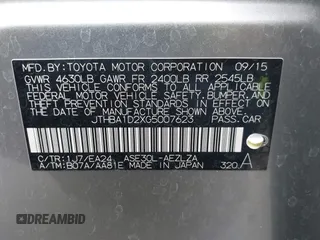 MFD.BY:TOYOTA MOTOR CORPORATION 09/15
GVWR 4630LB GAWR FR 2400LB RR 2545LB
THIS VEHICLE CONFORMS TO ALL APPLICABLE
FEDERAL MOTOR VEHICLE SAFETY, BUMPER, AND
THEFT PREVENTION STANDARDS IN EFFECT ON
THE DATE OF MANUFACTURE SHOWN ABOVE.
JTHBA1D2XG5007623 PASS.CAR
C/TR:1J7/EA24 ASE30L-AEZLZA
A/TM:B07A/AA81E MADE IN JAPAN 320 A
DREAMBID